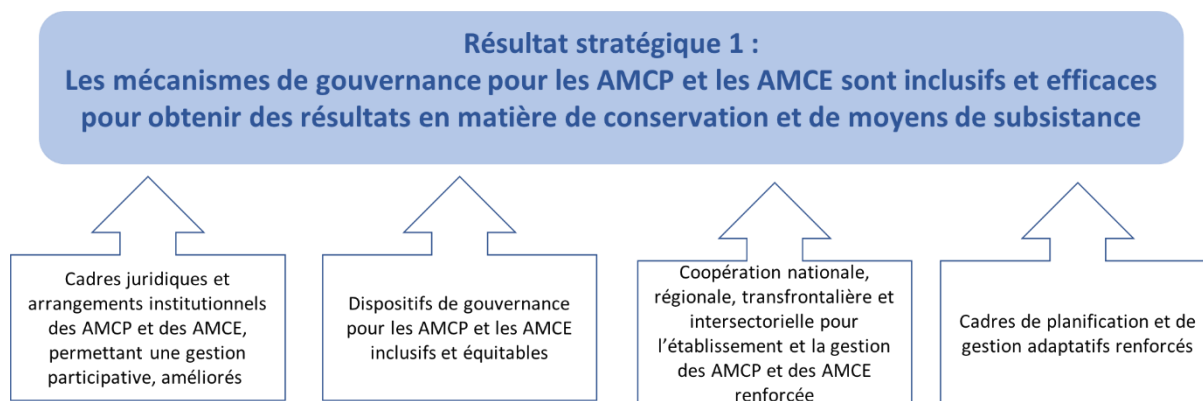 Résultat stratégique 1 :
Les mécanismes de gouvernance pour les AMCP et les AMCE sont inclusifs et efficaces
pour obtenir des résultats en matière de conservation et de moyens de subsistance
Cadres juridiques et
arrangements institutionnels
des AMCP et des AMCE,
permettant une gestion
participative, améliorés
Dispositifs de gouvernance
pour les AMCP et les AMCE
inclusifs et équitables
Coopération nationale,
régionale, transfrontalière et
intersectorielle pour
l’établissement et la gestion
des AMCP et des AMCE
renforcée
Cadres de planification et de
gestion adaptatifs renforcés